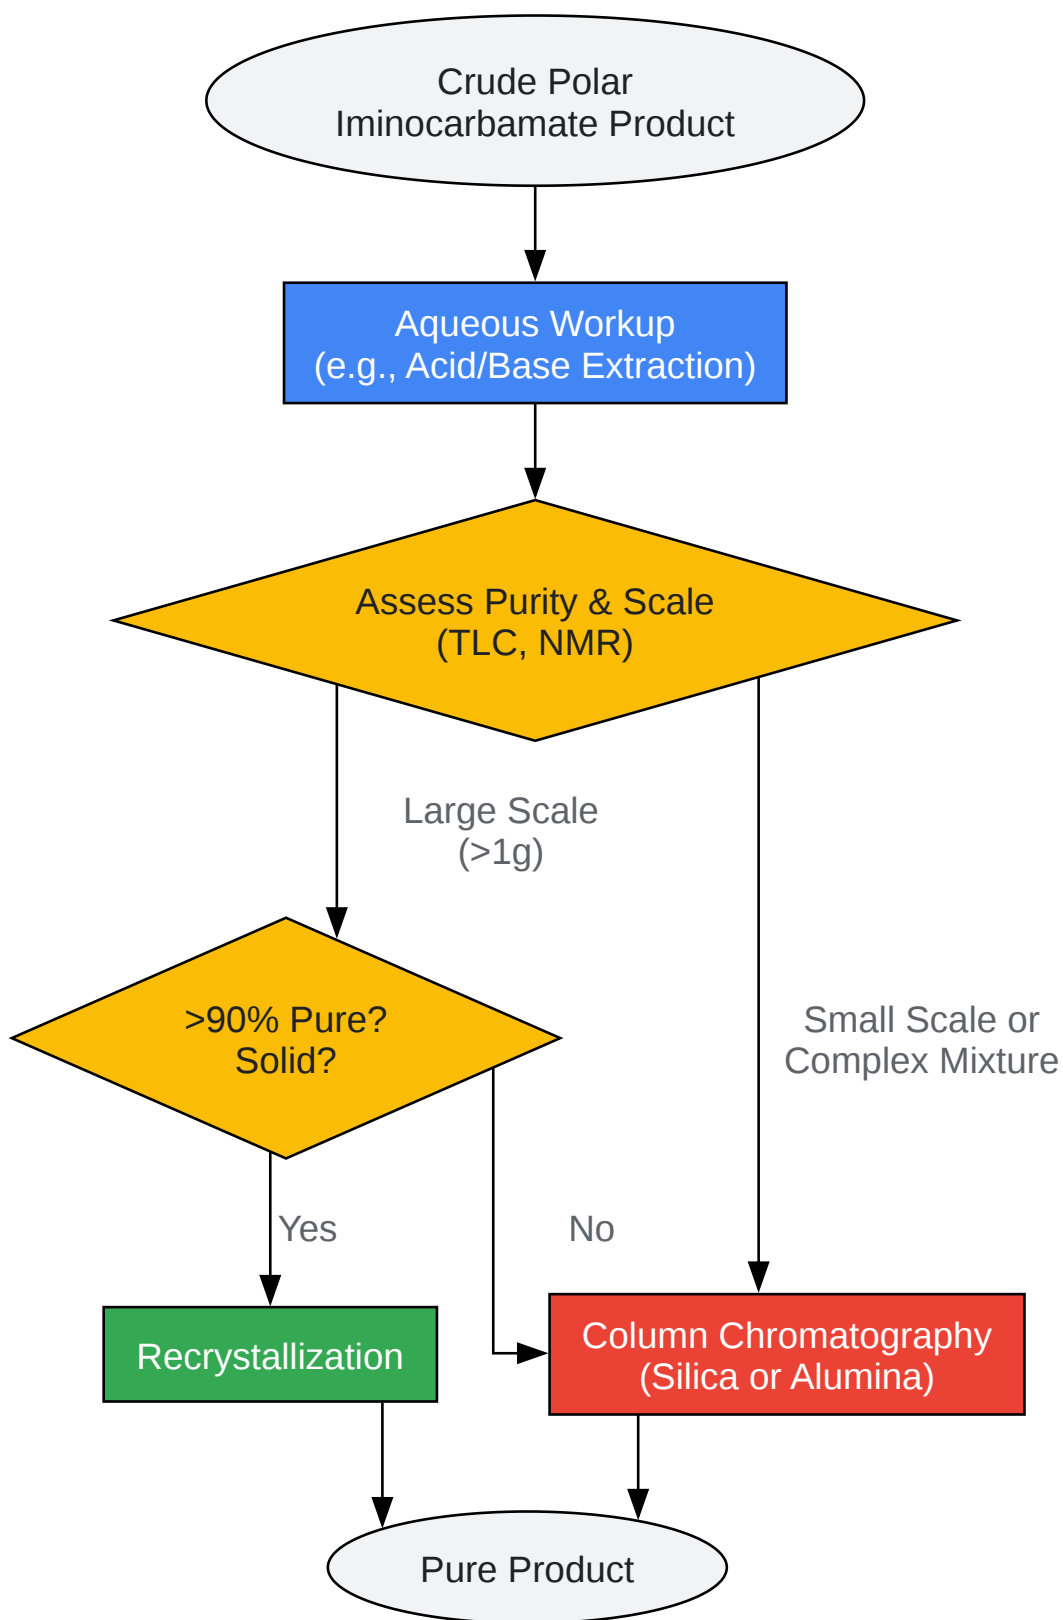 Crude Polar
Iminocarbamate Product
Aqueous Workup
(e.g., Acid/Base Extraction)
Assess Purity & Scale
(TLC, NMR)
Large Scale
(>1g)
>90% Pure?
Solid?
Small Scale or
Complex Mixture
Yes
No
Recrystallization
Column Chromatography
(Silica or Alumina)
Pure Product